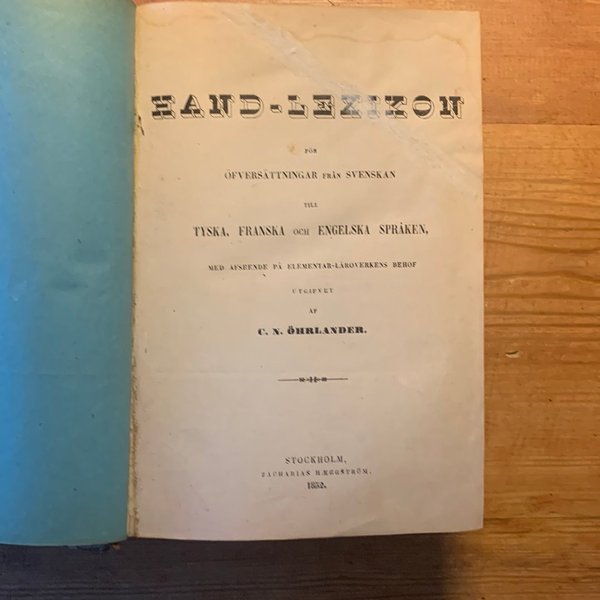 HAND-LEXIKON
FÖR
ÖFVERSÄTTNINGAR FRÅN SVENSKAN
TILL
TYSKA, FRANSKA OCH ENGELSKA SPRÅKEN,
MED AFSEENDE PÅ ELEMENTAR-LÄROVERKENS BEHOF
UTGIFVET
AF
C. N. ÖHRLANDER.
STOCKHOLM,
ZACHARIAS HÆGGSTRÖM,
1852.